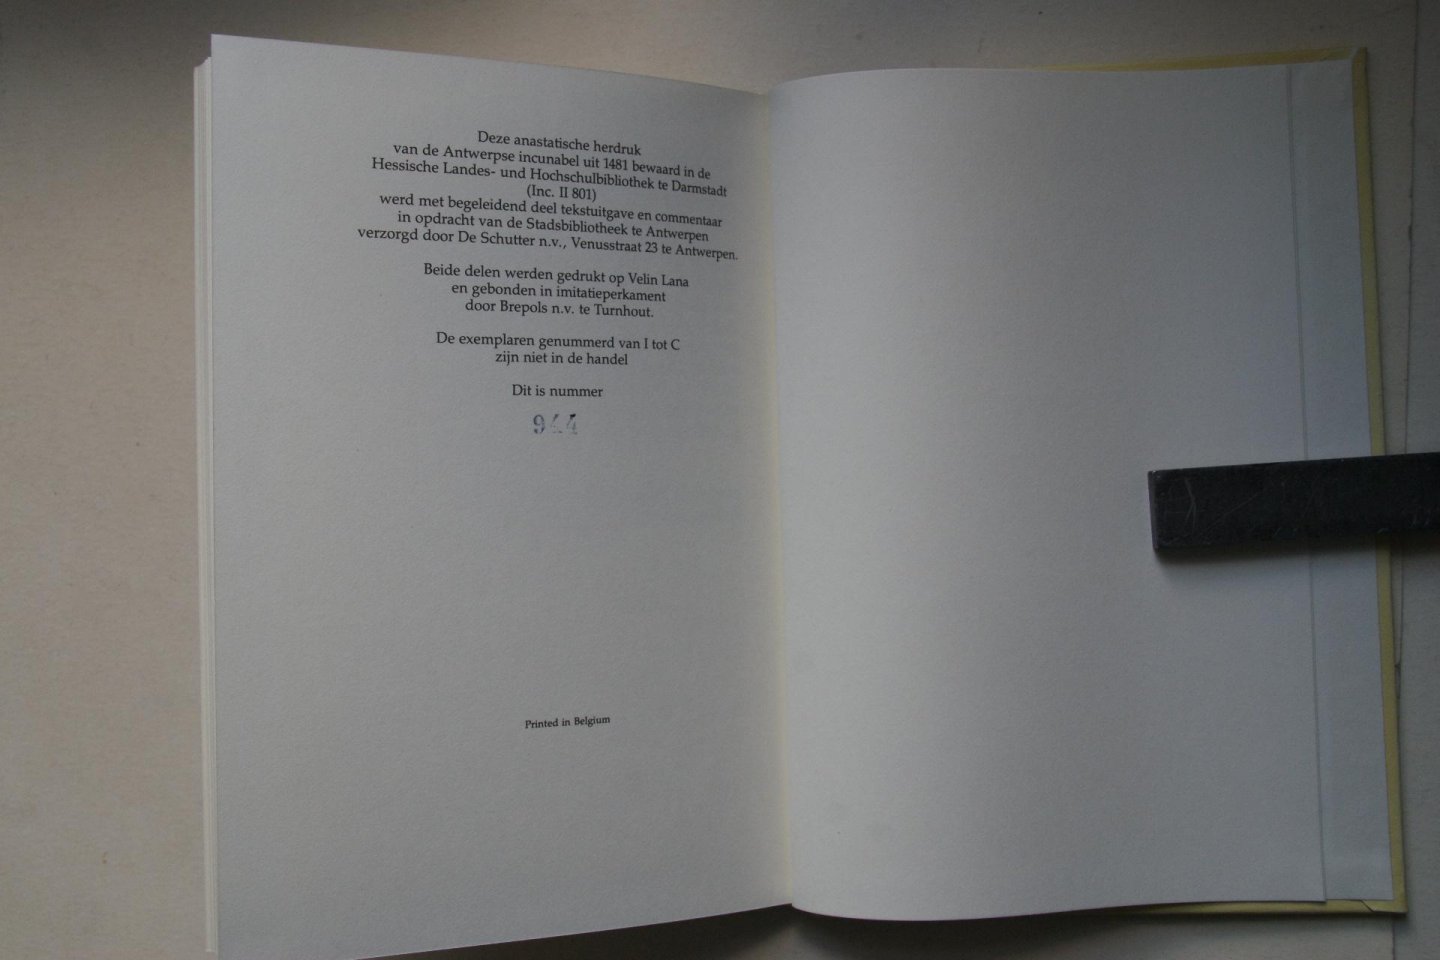 Deze anastatische herdruk
van de Antwerpse incunabel uit 1481 bewaard in de
Hessische Landes- und Hochschulbibliothek te Darmstadt
(Inc. II 801)
werd met begeleidend deel tekstuitgave en commentaar
in opdracht van de Stadsbibliotheek te Antwerpen
verzorgd door De Schutter n.v., Venusstraat 23 te Antwerpen.
Beide delen werden gedrukt op Velin Lana
en gebonden in imitatieperkament
door Brepols n.v. te Turnhout.
De exemplaren genummerd van I tot C
zijn niet in de handel
Dit is nummer
944
Printed in Belgium